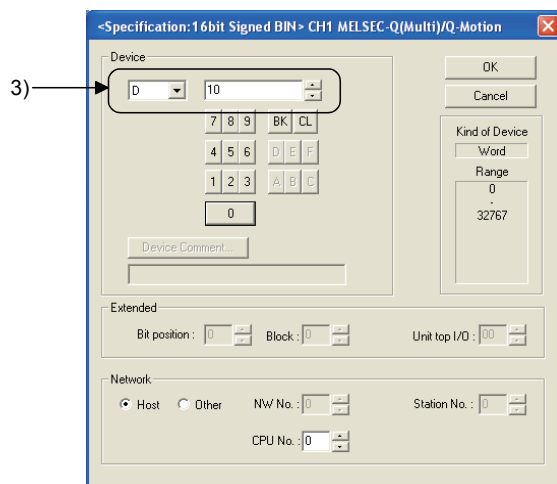 <Specification:16bit Signed BIN> CH1 MELSEC-Q(Multi)/Q-Motion
Device
3)
D 10
7 8 9 BK CL
4 5 6 D E F
1 2 3 A B C
0
Device Comment...
OK
Cancel
Kind of Device
Word
Range
0
-
32767
Extended
Bit position : 0 Block : 0 Unit top I/O : 00
Network
Host Other NW No. : 0 Station No. : 0
CPU No. : 0